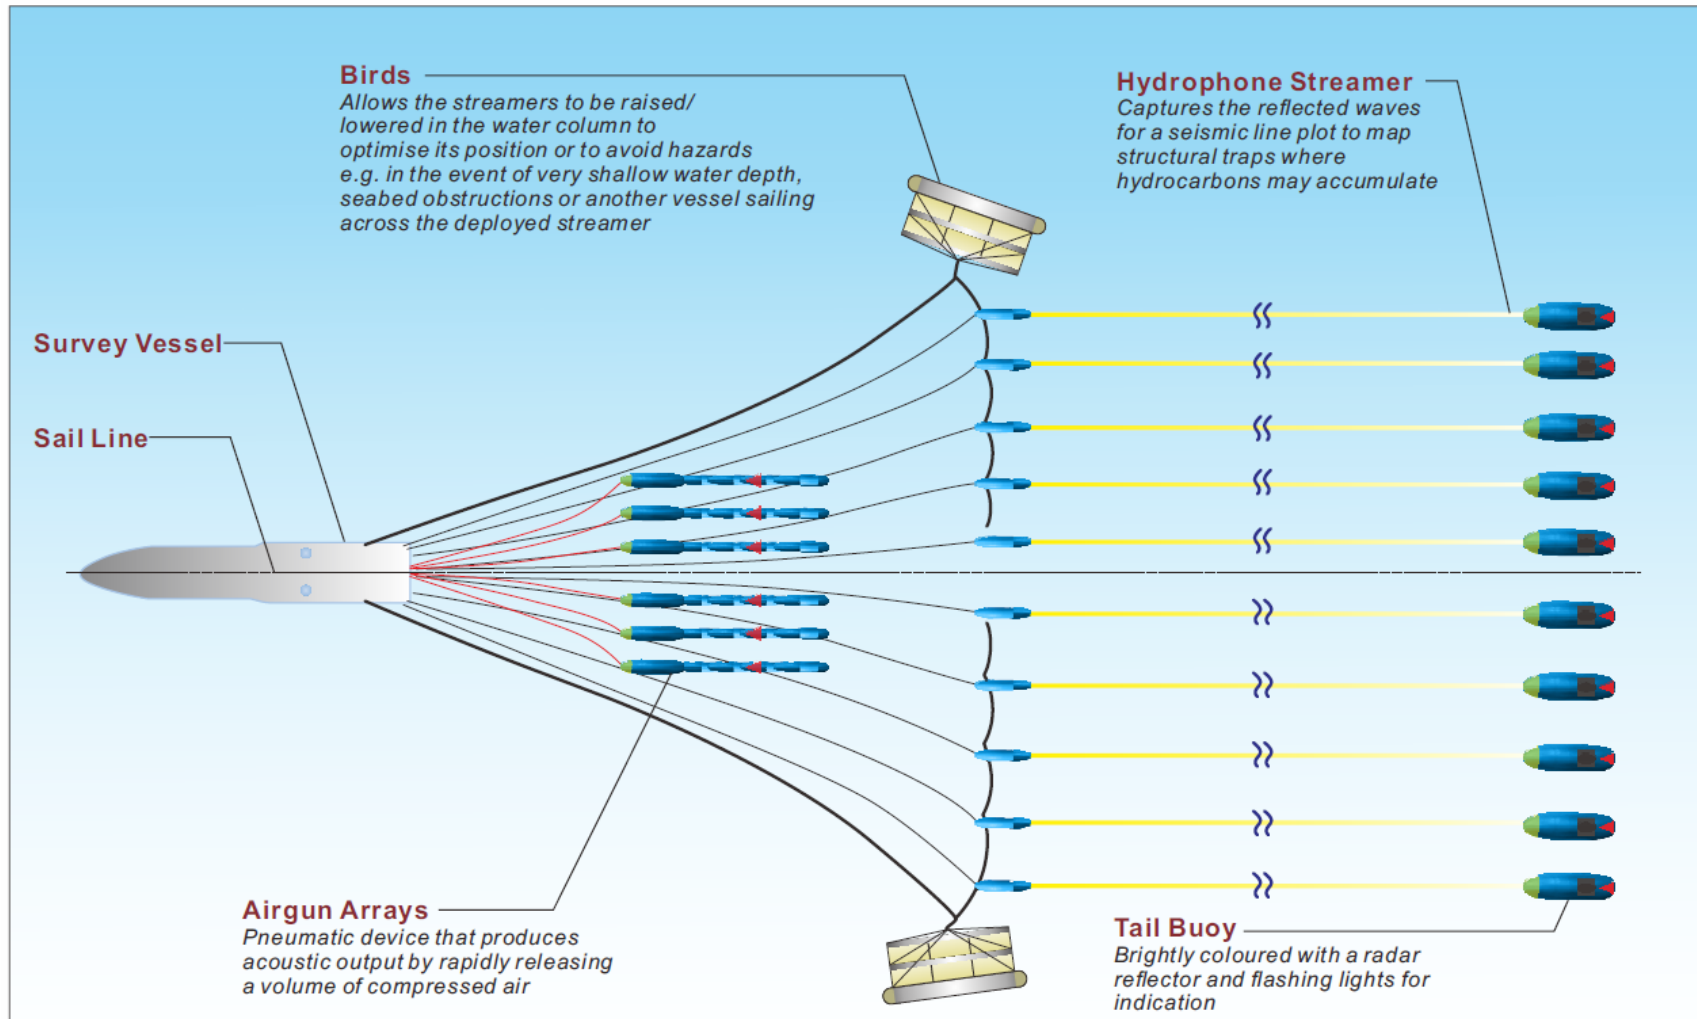 Birds
Allows the streamers to be raised/
lowered in the water column to
optimise its position or to avoid hazards
e.g. in the event of very shallow water depth,
seabed obstructions or another vessel sailing
across the deployed streamer
Hydrophone Streamer
Captures the reflected waves
for a seismic line plot to map
structural traps where
hydrocarbons may accumulate
Survey Vessel
Sail Line
Airgun Arrays
Pneumatic device that produces
acoustic output by rapidly releasing
a volume of compressed air
Tail Buoy
Brightly coloured with a radar
reflector and flashing lights for
indication